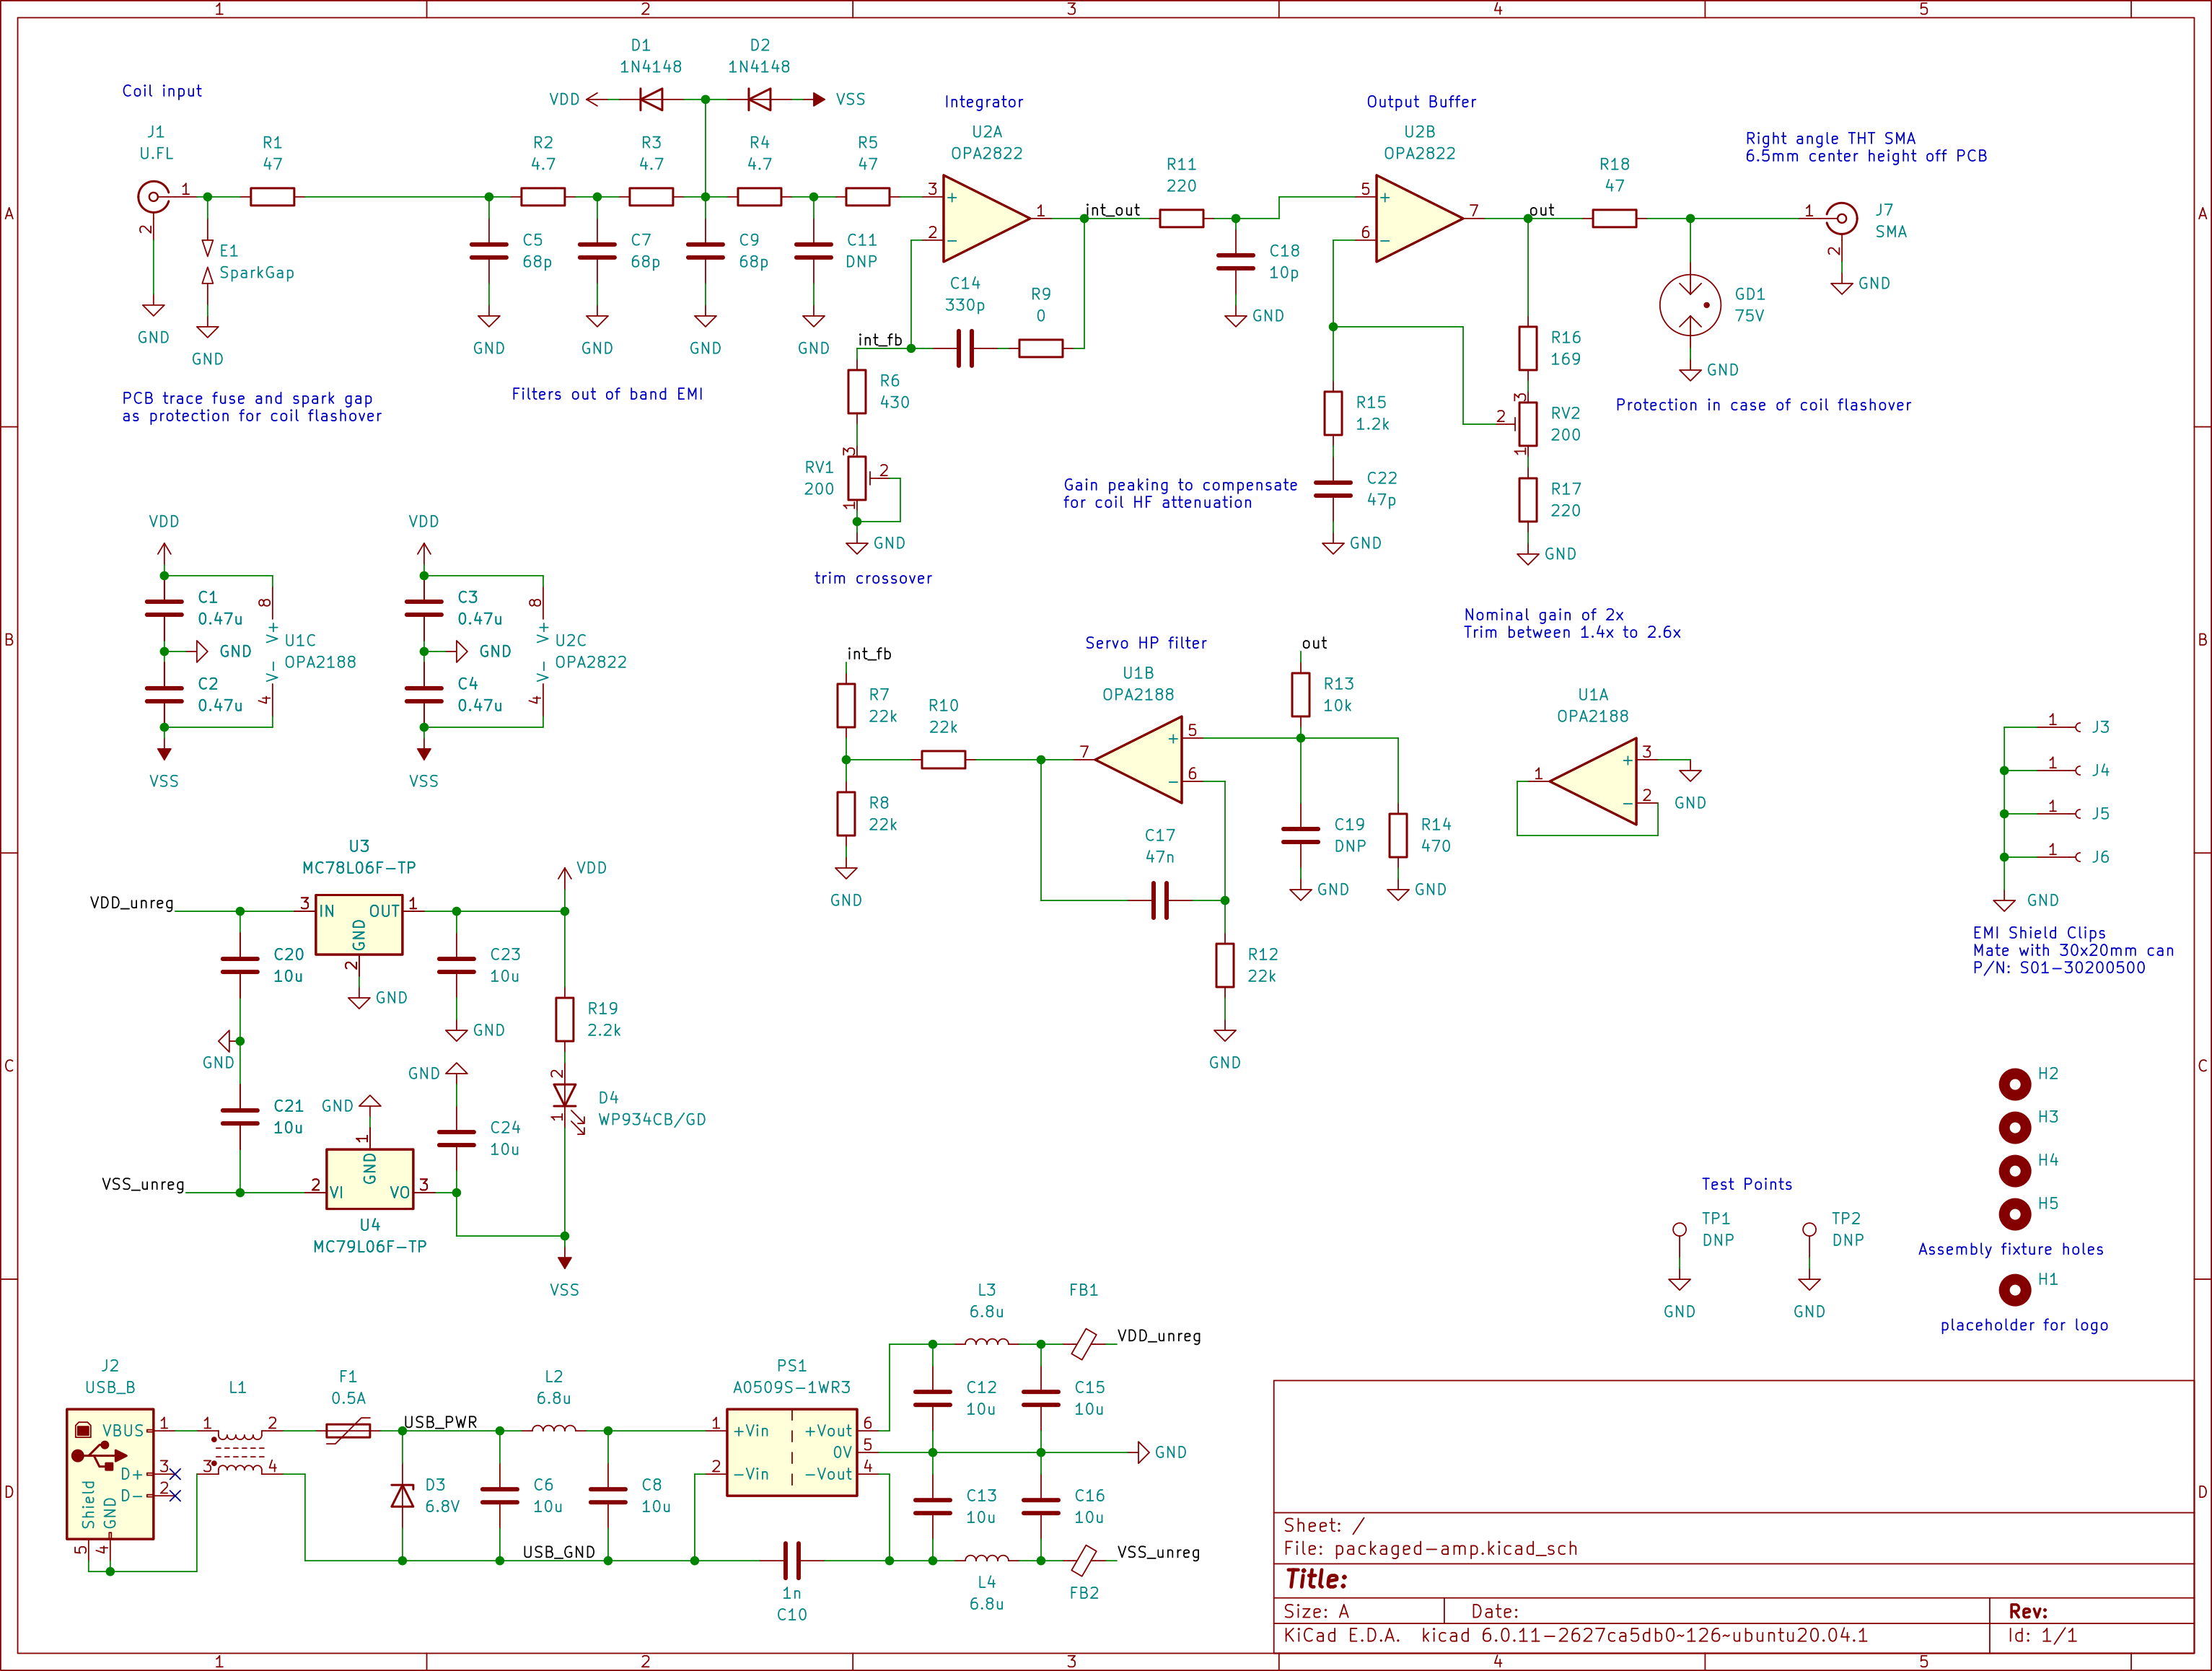 1 2 3 4 5
A
B
C
D
Coil input
J1
U.FL
1
2
GND
E1
SparkGap
GND
R1
47
PCB trace fuse and spark gap
as protection for coil flashover
D1
1N4148
D2
1N4148
VDD
VSS
R2
4.7
R3
4.7
R4
4.7
R5
47
C5
68p
C7
68p
C9
68p
C11
DNP
GND
GND
GND
GND
Filters out of band EMI
Integrator
U2A
OPA2822
3
+
2
-
1
int_out
C14
330p
R9
0
int_fb
R6
430
RV1
200
3
2
1
GND
trim crossover
R11
220
C18
10p
GND
Output Buffer
U2B
OPA2822
5
+
6
-
7
out
R18
47
Right angle THT SMA
6.5mm center height off PCB
1
J7
SMA
2
GND
GD1
75V
GND
Protection in case of coil flashover
R16
169
3
RV2
200
2
1
R17
220
GND
R15
1.2k
C22
47p
GND
Gain peaking to compensate
for coil HF attenuation
Nominal gain of 2x
Trim between 1.4x to 2.6x
VDD
C1
0.47u
GND
C2
0.47u
VSS
8
V+
U1C
OPA2188
V-
4
VDD
C3
0.47u
GND
C4
0.47u
VSS
8
V+
U2C
OPA2822
V-
4
Servo HP filter
U1B
OPA2188
int_fb
R7
22k
R10
22k
R8
22k
GND
7
5
+
6
-
out
R13
10k
C19
DNP
GND
R14
470
GND
C17
47n
R12
22k
GND
U1A
OPA2188
1
3
+
2
-
GND
1 J3
1 J4
1 J5
1 J6
GND
EMI Shield Clips
Mate with 30x20mm can
P/N: S01-30200500
U3
MC78L06F-TP
VDD_unreg
3
IN
OUT
1
GND
2
GND
VDD
C20
10u
C23
10u
GND
GND
R19
2.2k
2
D4
WP934CB/GD
1
C21
10u
GND
GND
C24
10u
1
GND
VSS_unreg
2
VI
VO
3
U4
MC79L06F-TP
VSS
H2
H3
H4
H5
Assembly fixture holes
H1
placeholder for logo
Test Points
TP1
DNP
GND
TP2
DNP
GND
J2
USB_B
VBUS
1
D+
3
D-
2
Shield
GND
5
4
L1
1
2
3
4
F1
0.5A
USB_PWR
D3
6.8V
C6
10u
L2
6.8u
C8
10u
USB_GND
PS1
A0509S-1WR3
1
+Vin
+Vout
6
0V
5
2
-Vin
-Vout
4
1n
C10
L3
6.8u
FB1
VDD_unreg
C12
10u
C15
10u
GND
C13
10u
C16
10u
VSS_unreg
L4
6.8u
FB2
Sheet: /
File: packaged-amp.kicad_sch
Title:
Size: A
Date:
Rev:
KiCad E.D.A. kicad 6.0.11-2627ca5db0~126~ubuntu20.04.1
Id: 1/1
A
B
C
D
1 2 3 4 5